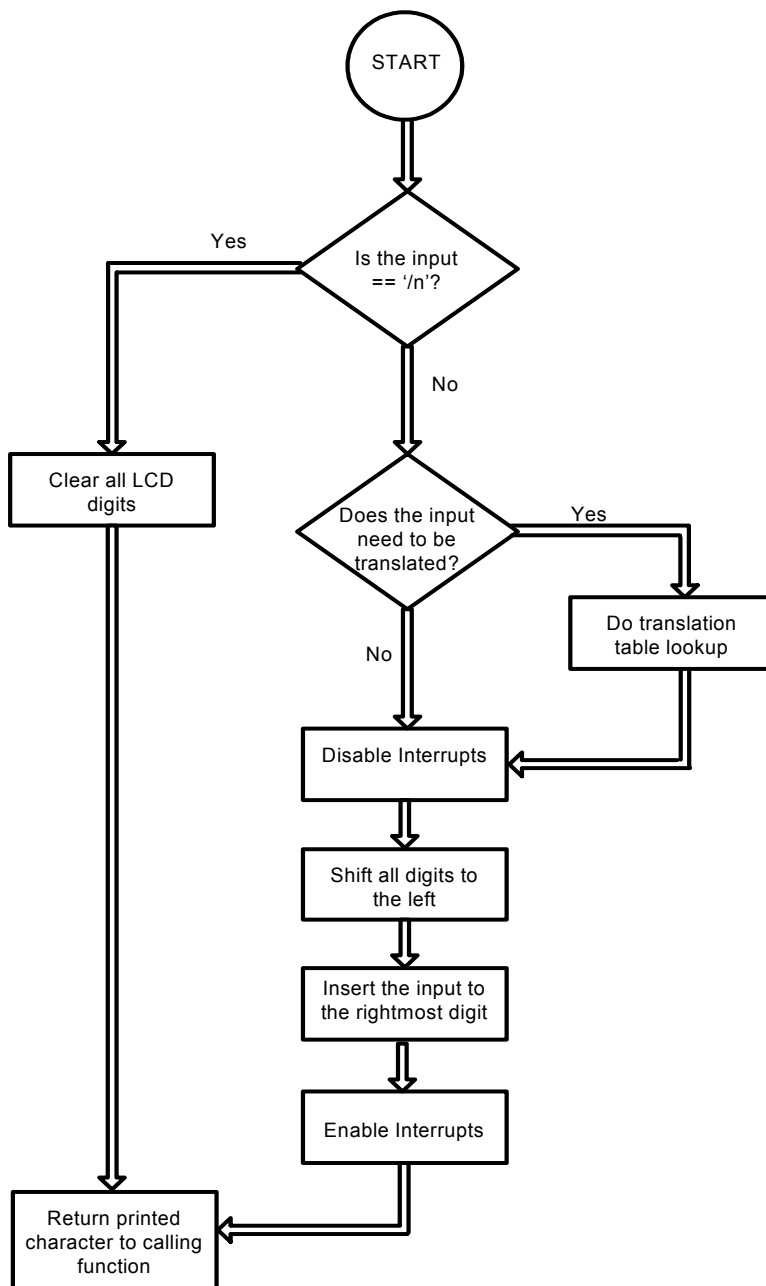 START
Yes
Is the input
== ‘/n’?
No
Clear all LCD
digits
Does the input
need to be
translated?
Yes
Do translation
table lookup
No
Disable Interrupts
Shift all digits to
the left
Insert the input to
the rightmost digit
Enable Interrupts
Return printed
character to calling
function